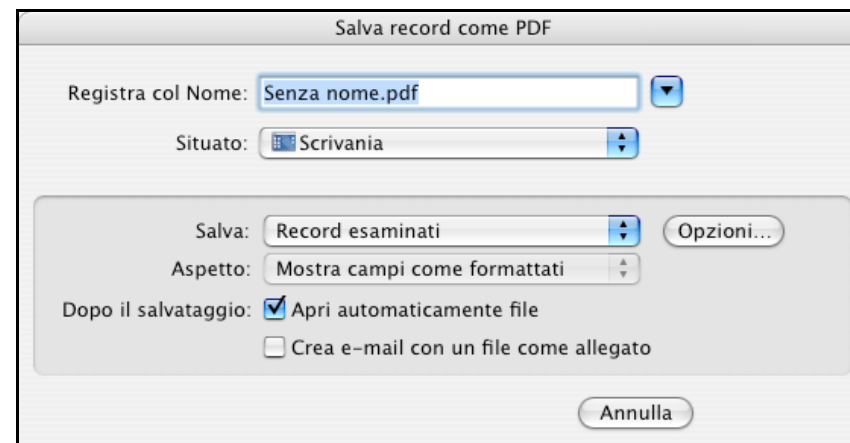 Salva record come PDF
Registra col Nome: Senza nome.pdf
Situato: Scrivania
Salva: Record esaminati Opzioni...
Aspetto: Mostra campi come formattati
Dopo il salvataggio: Apri automaticamente file
Crea e-mail con un file come allegato
Annulla